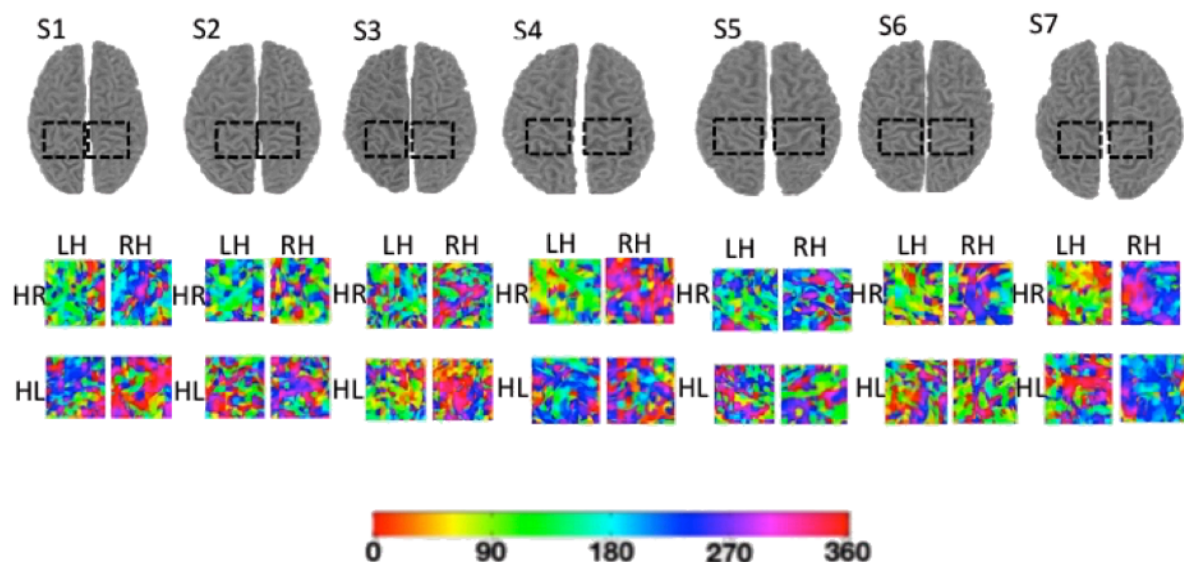 S1 S2 S3 S4 S5 S6 S7
LH RH LH RH LH RH LH RH LH RH LH RH LH RH
HR HR HR HR HR HR HR
HL HL HL HL HL HL HL
0 90 180 270 360